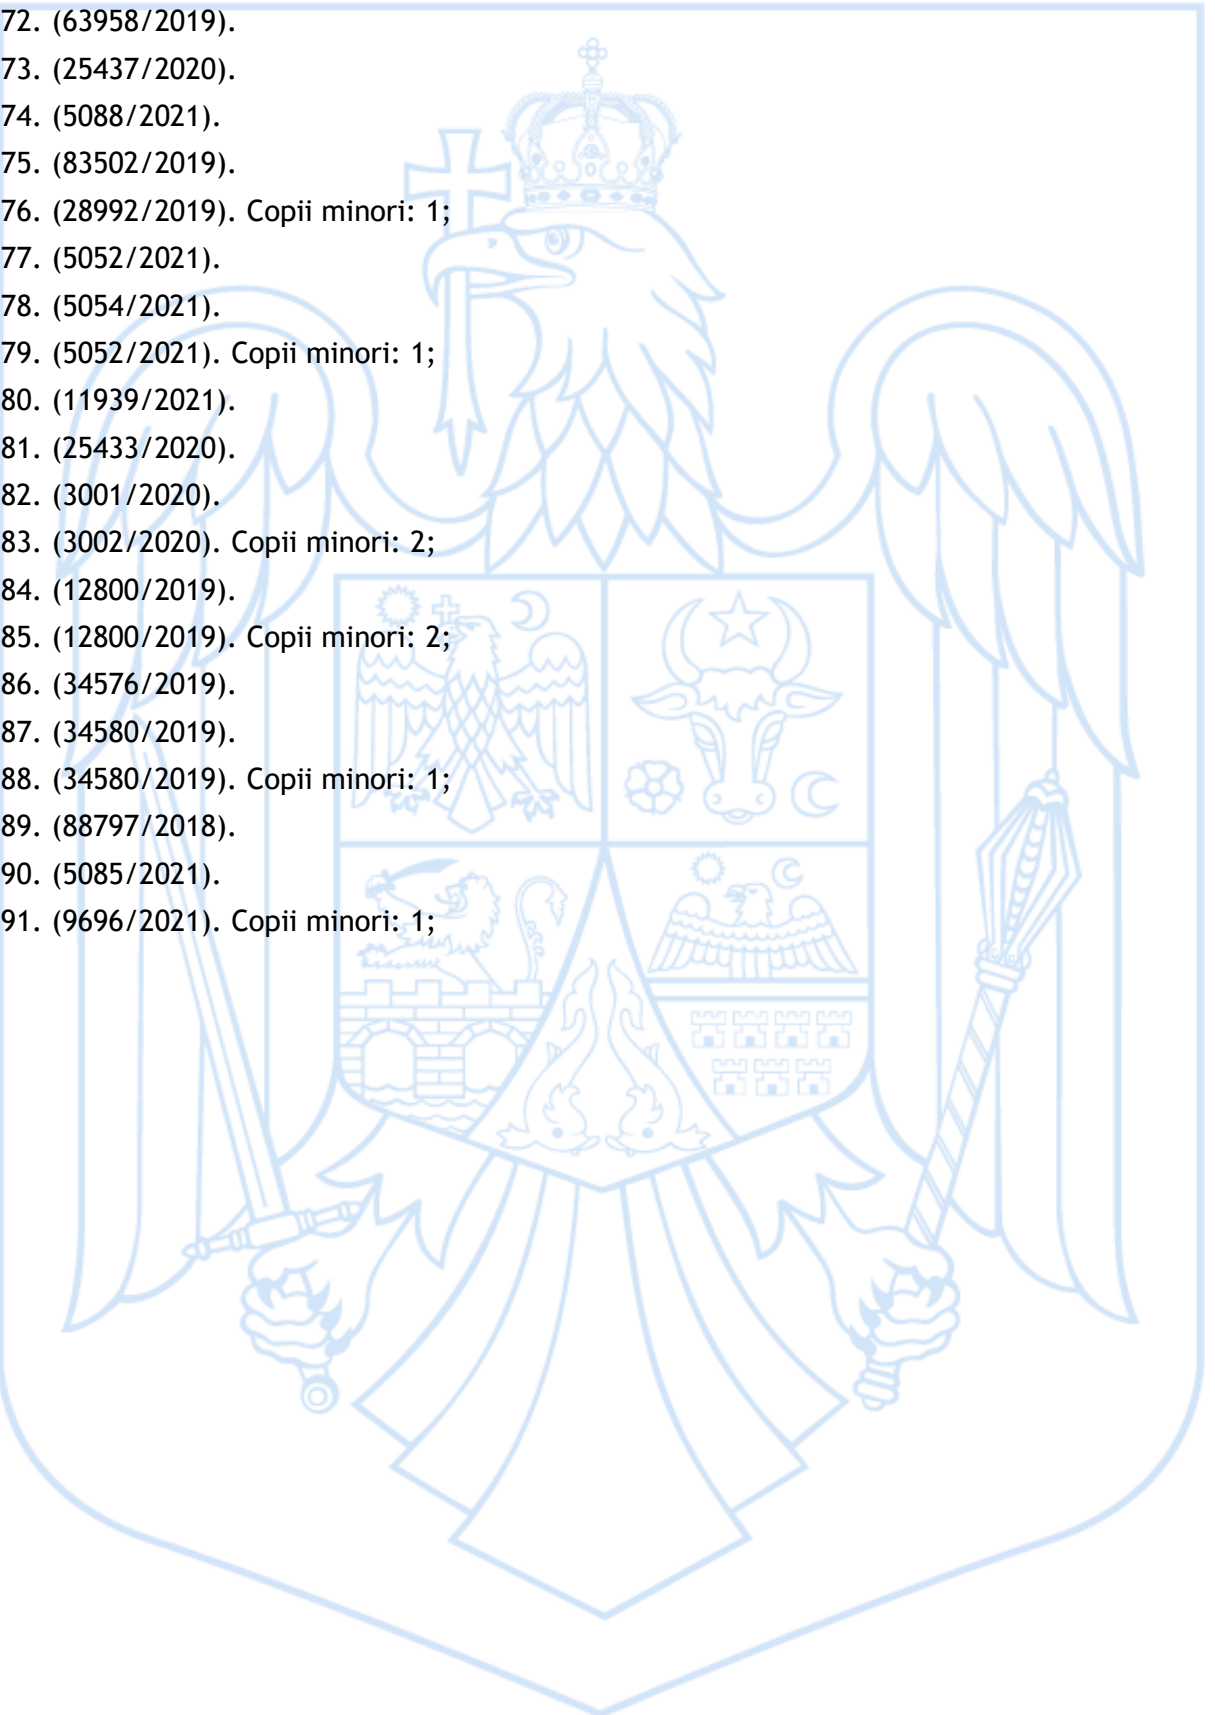 72. (63958/2019).
73. (25437/2020).
74. (5088/2021).
75. (83502/2019).
76. (28992/2019). Copii minori: 1;
77. (5052/2021).
78. (5054/2021).
79. (5052/2021). Copii minori: 1;
80. (11939/2021).
81. (25433/2020).
82. (3001/2020).
83. (3002/2020). Copii minori: 2;
84. (12800/2019).
85. (12800/2019). Copii minori: 2;
86. (34576/2019).
87. (34580/2019).
88. (34580/2019). Copii minori: 1;
89. (88797/2018).
90. (5085/2021).
91. (9696/2021). Copii minori: 1;